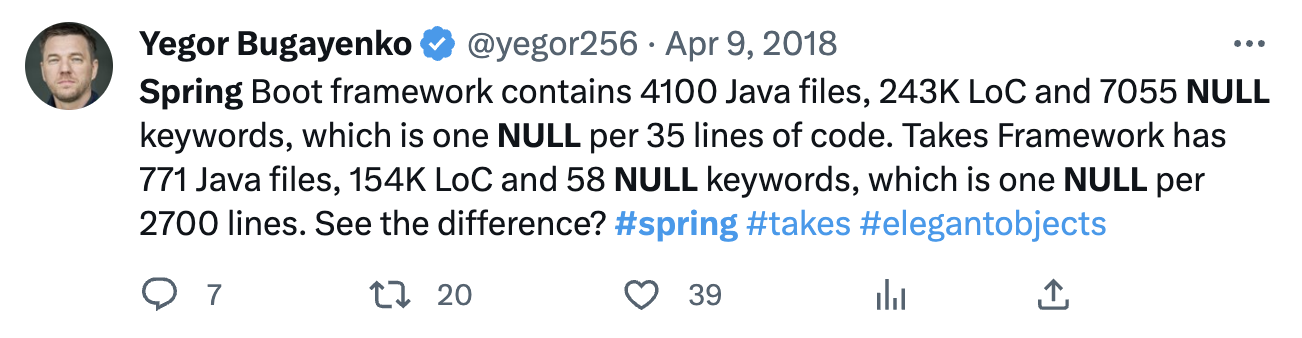 Yegor Bugayenko @yegor256 · Apr 9, 2018
Spring Boot framework contains 4100 Java files, 243K LoC and 7055 NULL
keywords, which is one NULL per 35 lines of code. Takes Framework has
771 Java files, 154K LoC and 58 NULL keywords, which is one NULL per
2700 lines. See the difference? #spring #takes #elegantobjects
7 20 39